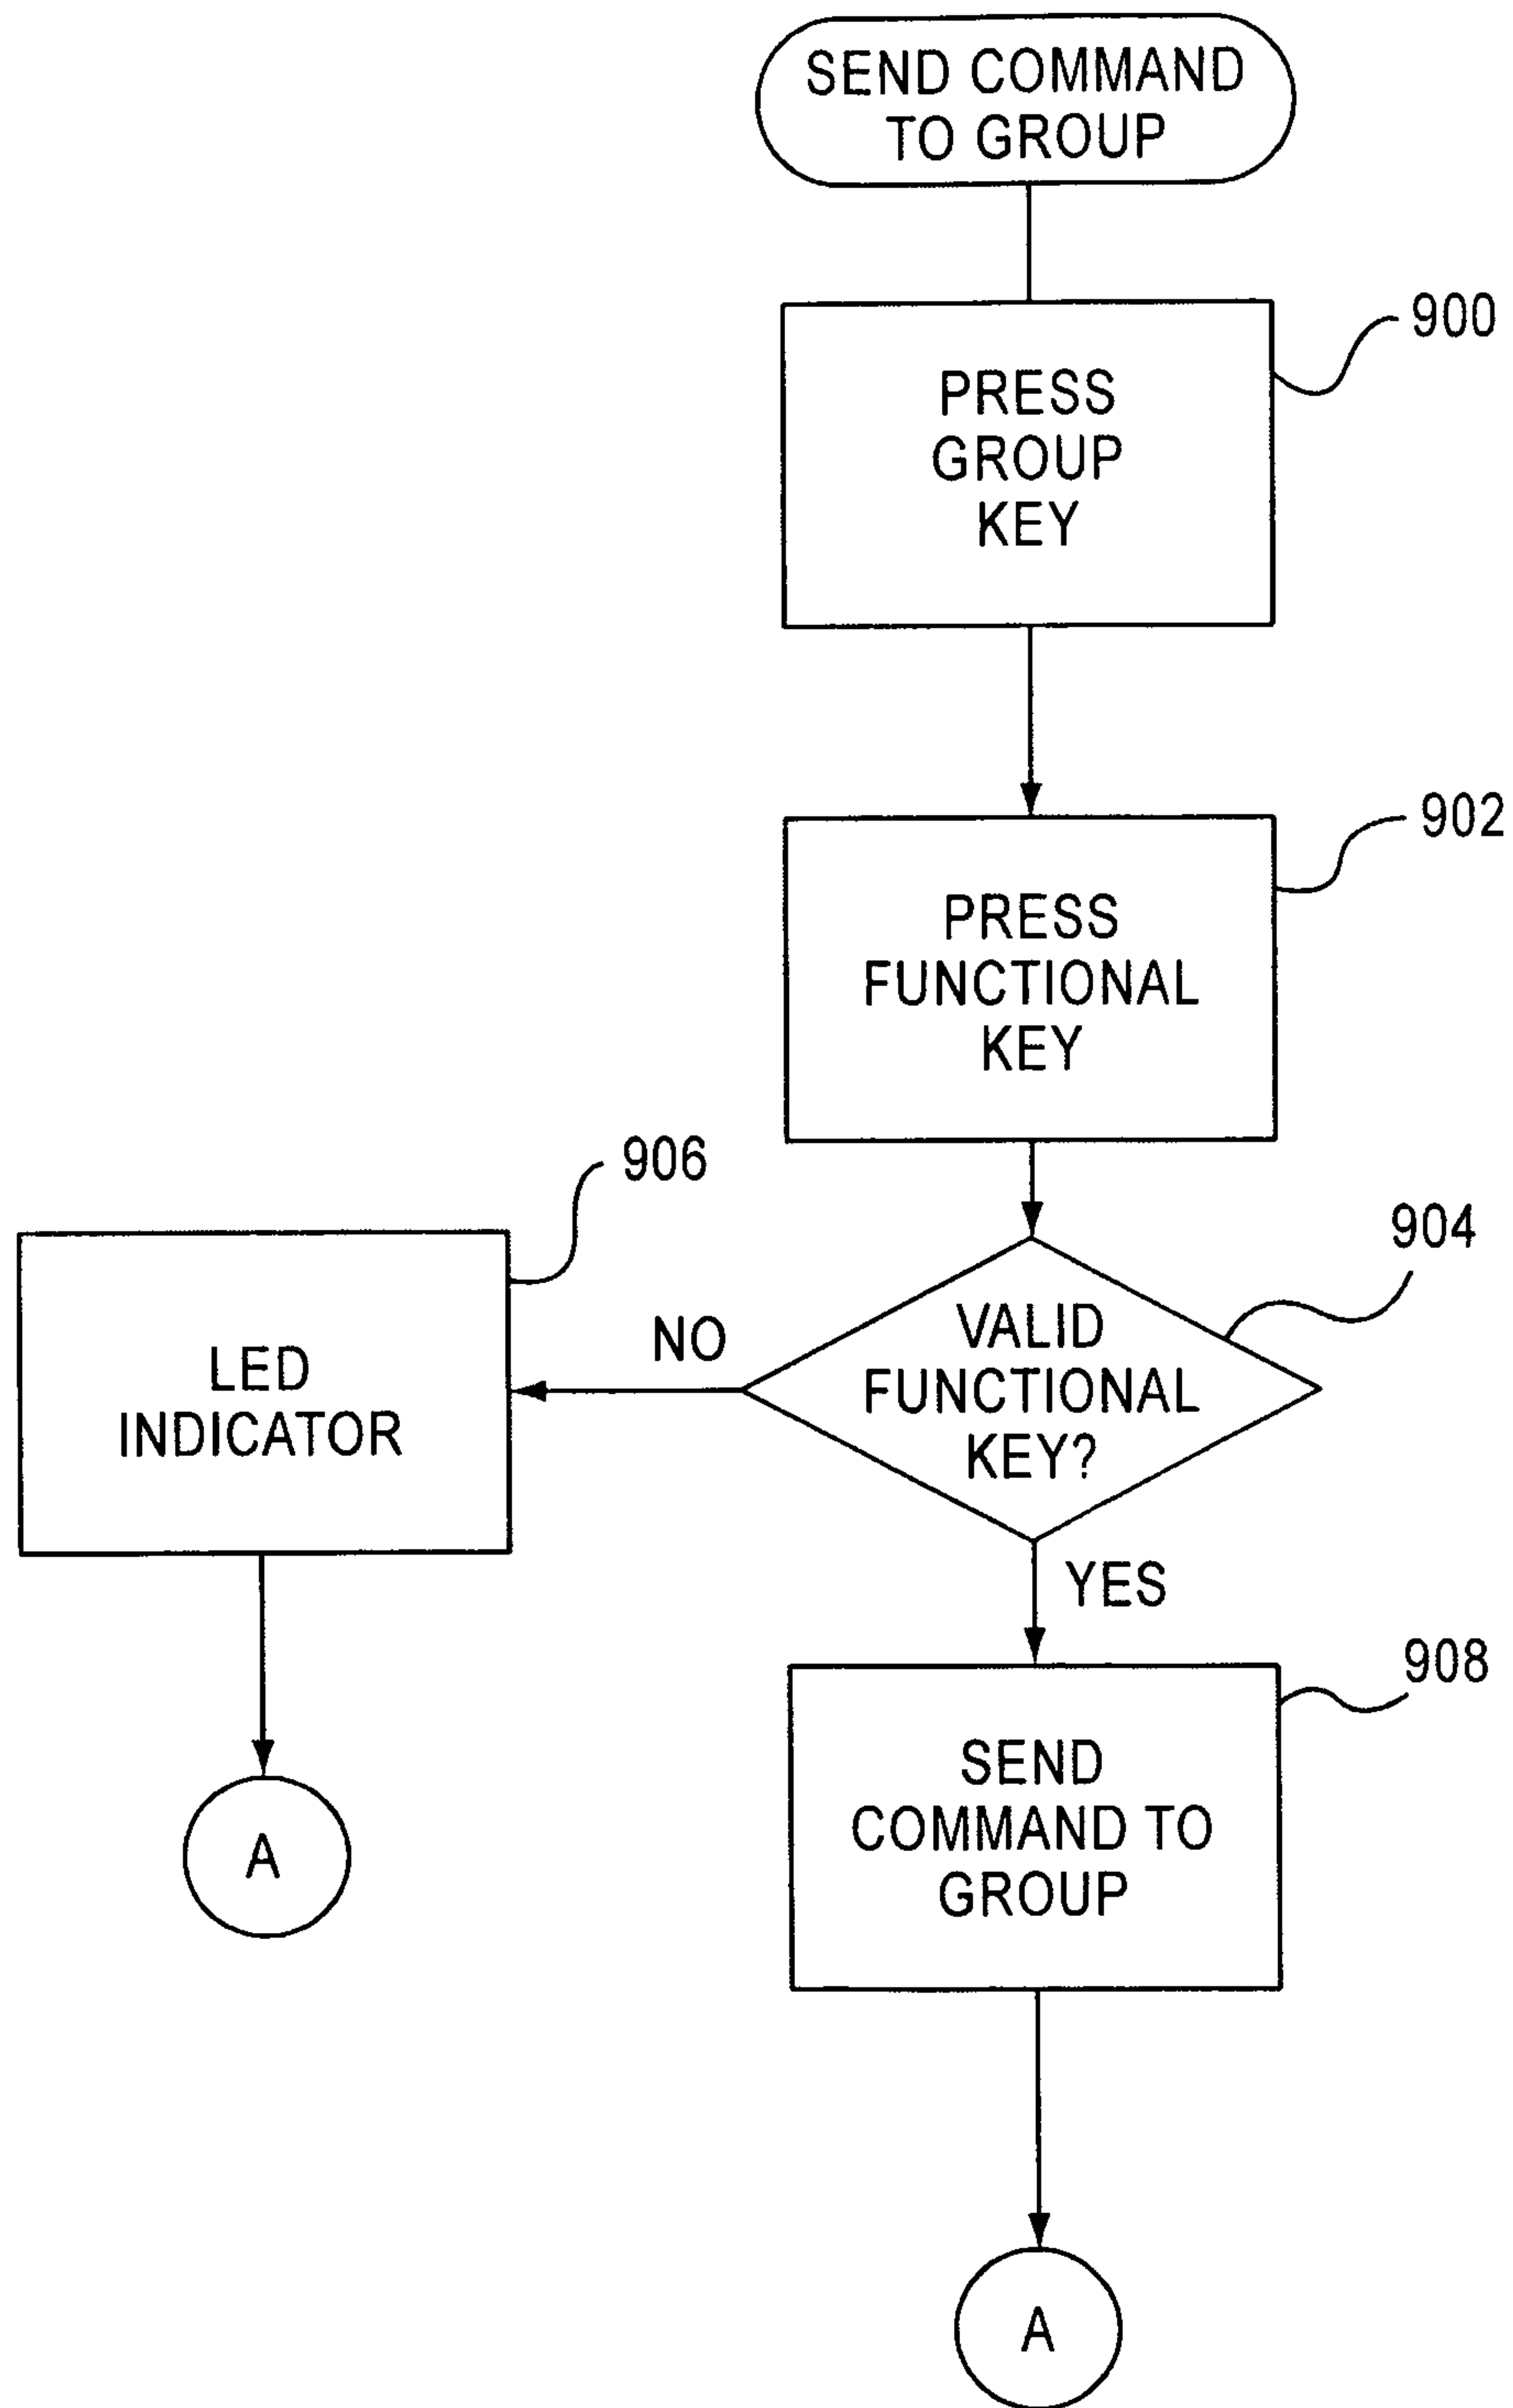 SEND COMMAND
TO GROUP
900
PRESS
GROUP
KEY
902
PRESS
FUNCTIONAL
KEY
906
904
LED
INDICATOR
NO
VALID
FUNCTIONAL
KEY?
YES
908
SEND
COMMAND TO
GROUP
A
A